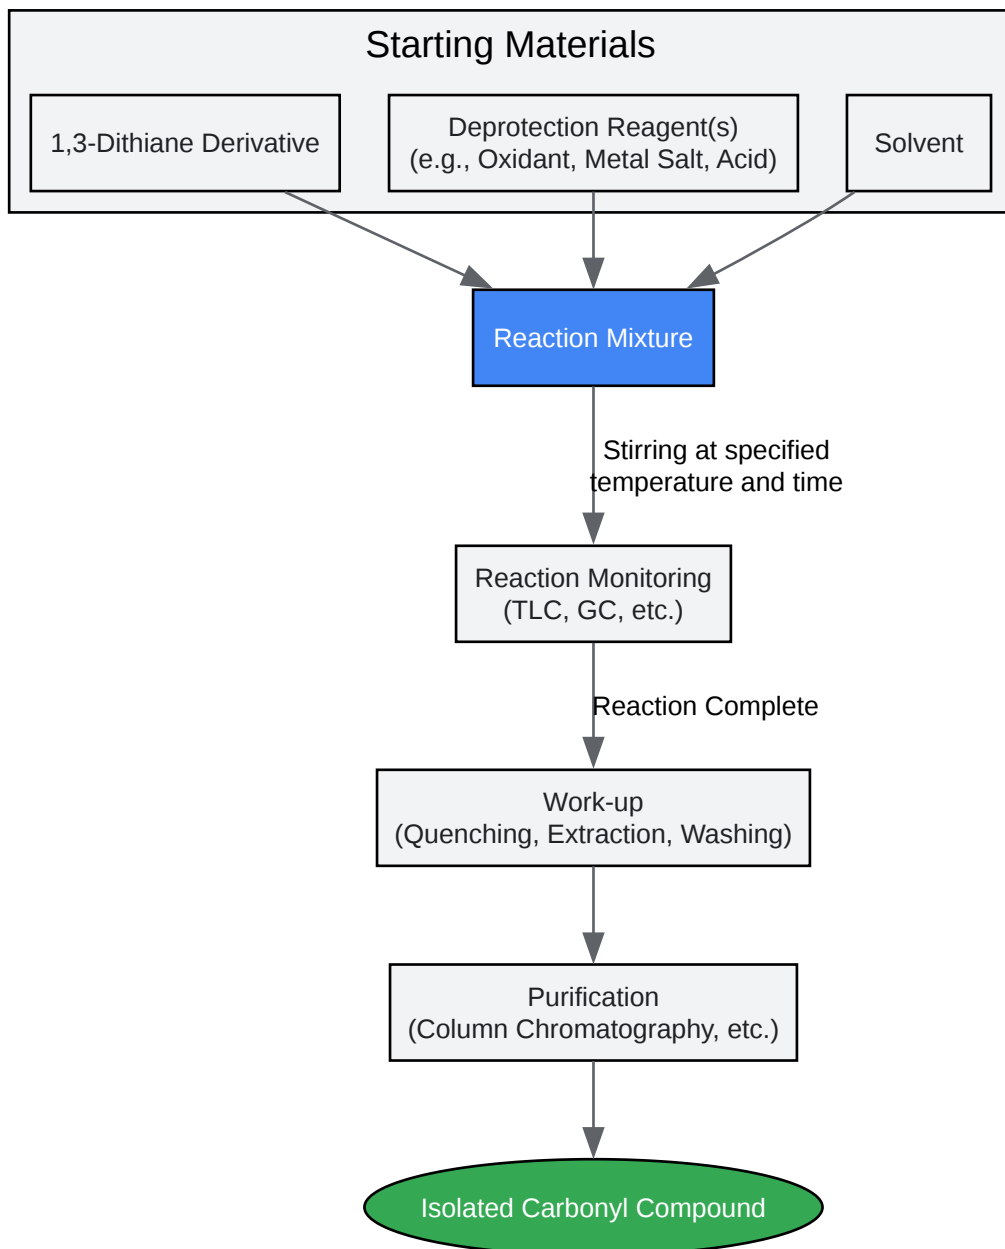 Starting Materials
1,3-Dithiane Derivative
Deprotection Reagent(s)
(e.g., Oxidant, Metal Salt, Acid)
Solvent
Reaction Mixture
Stirring at specified
temperature and time
Reaction Monitoring
(TLC, GC, etc.)
Reaction Complete
Work-up
(Quenching, Extraction, Washing)
Purification
(Column Chromatography, etc.)
Isolated Carbonyl Compound